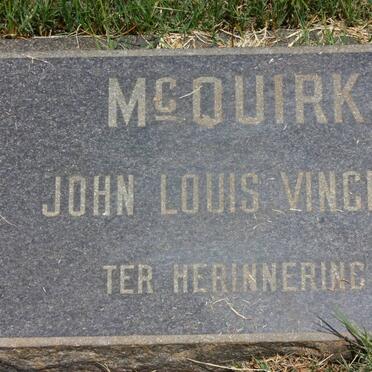 McQUIRK
JOHN LOUIS
TER HERINNERING